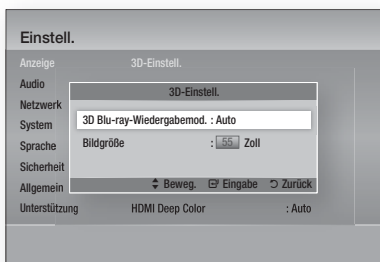 Einstell.
Anzeige 3D-Einstell.
Audio
3D-Einstell.
Netzwerk
System
3D Blu-ray-Wiedergabemod. : Auto
Sprache
Bildgröße : 55 Zoll
Sicherheit
Allgemein
Beweg. Eingabe Zurück
Unterstützung HDMI Deep Color : Auto